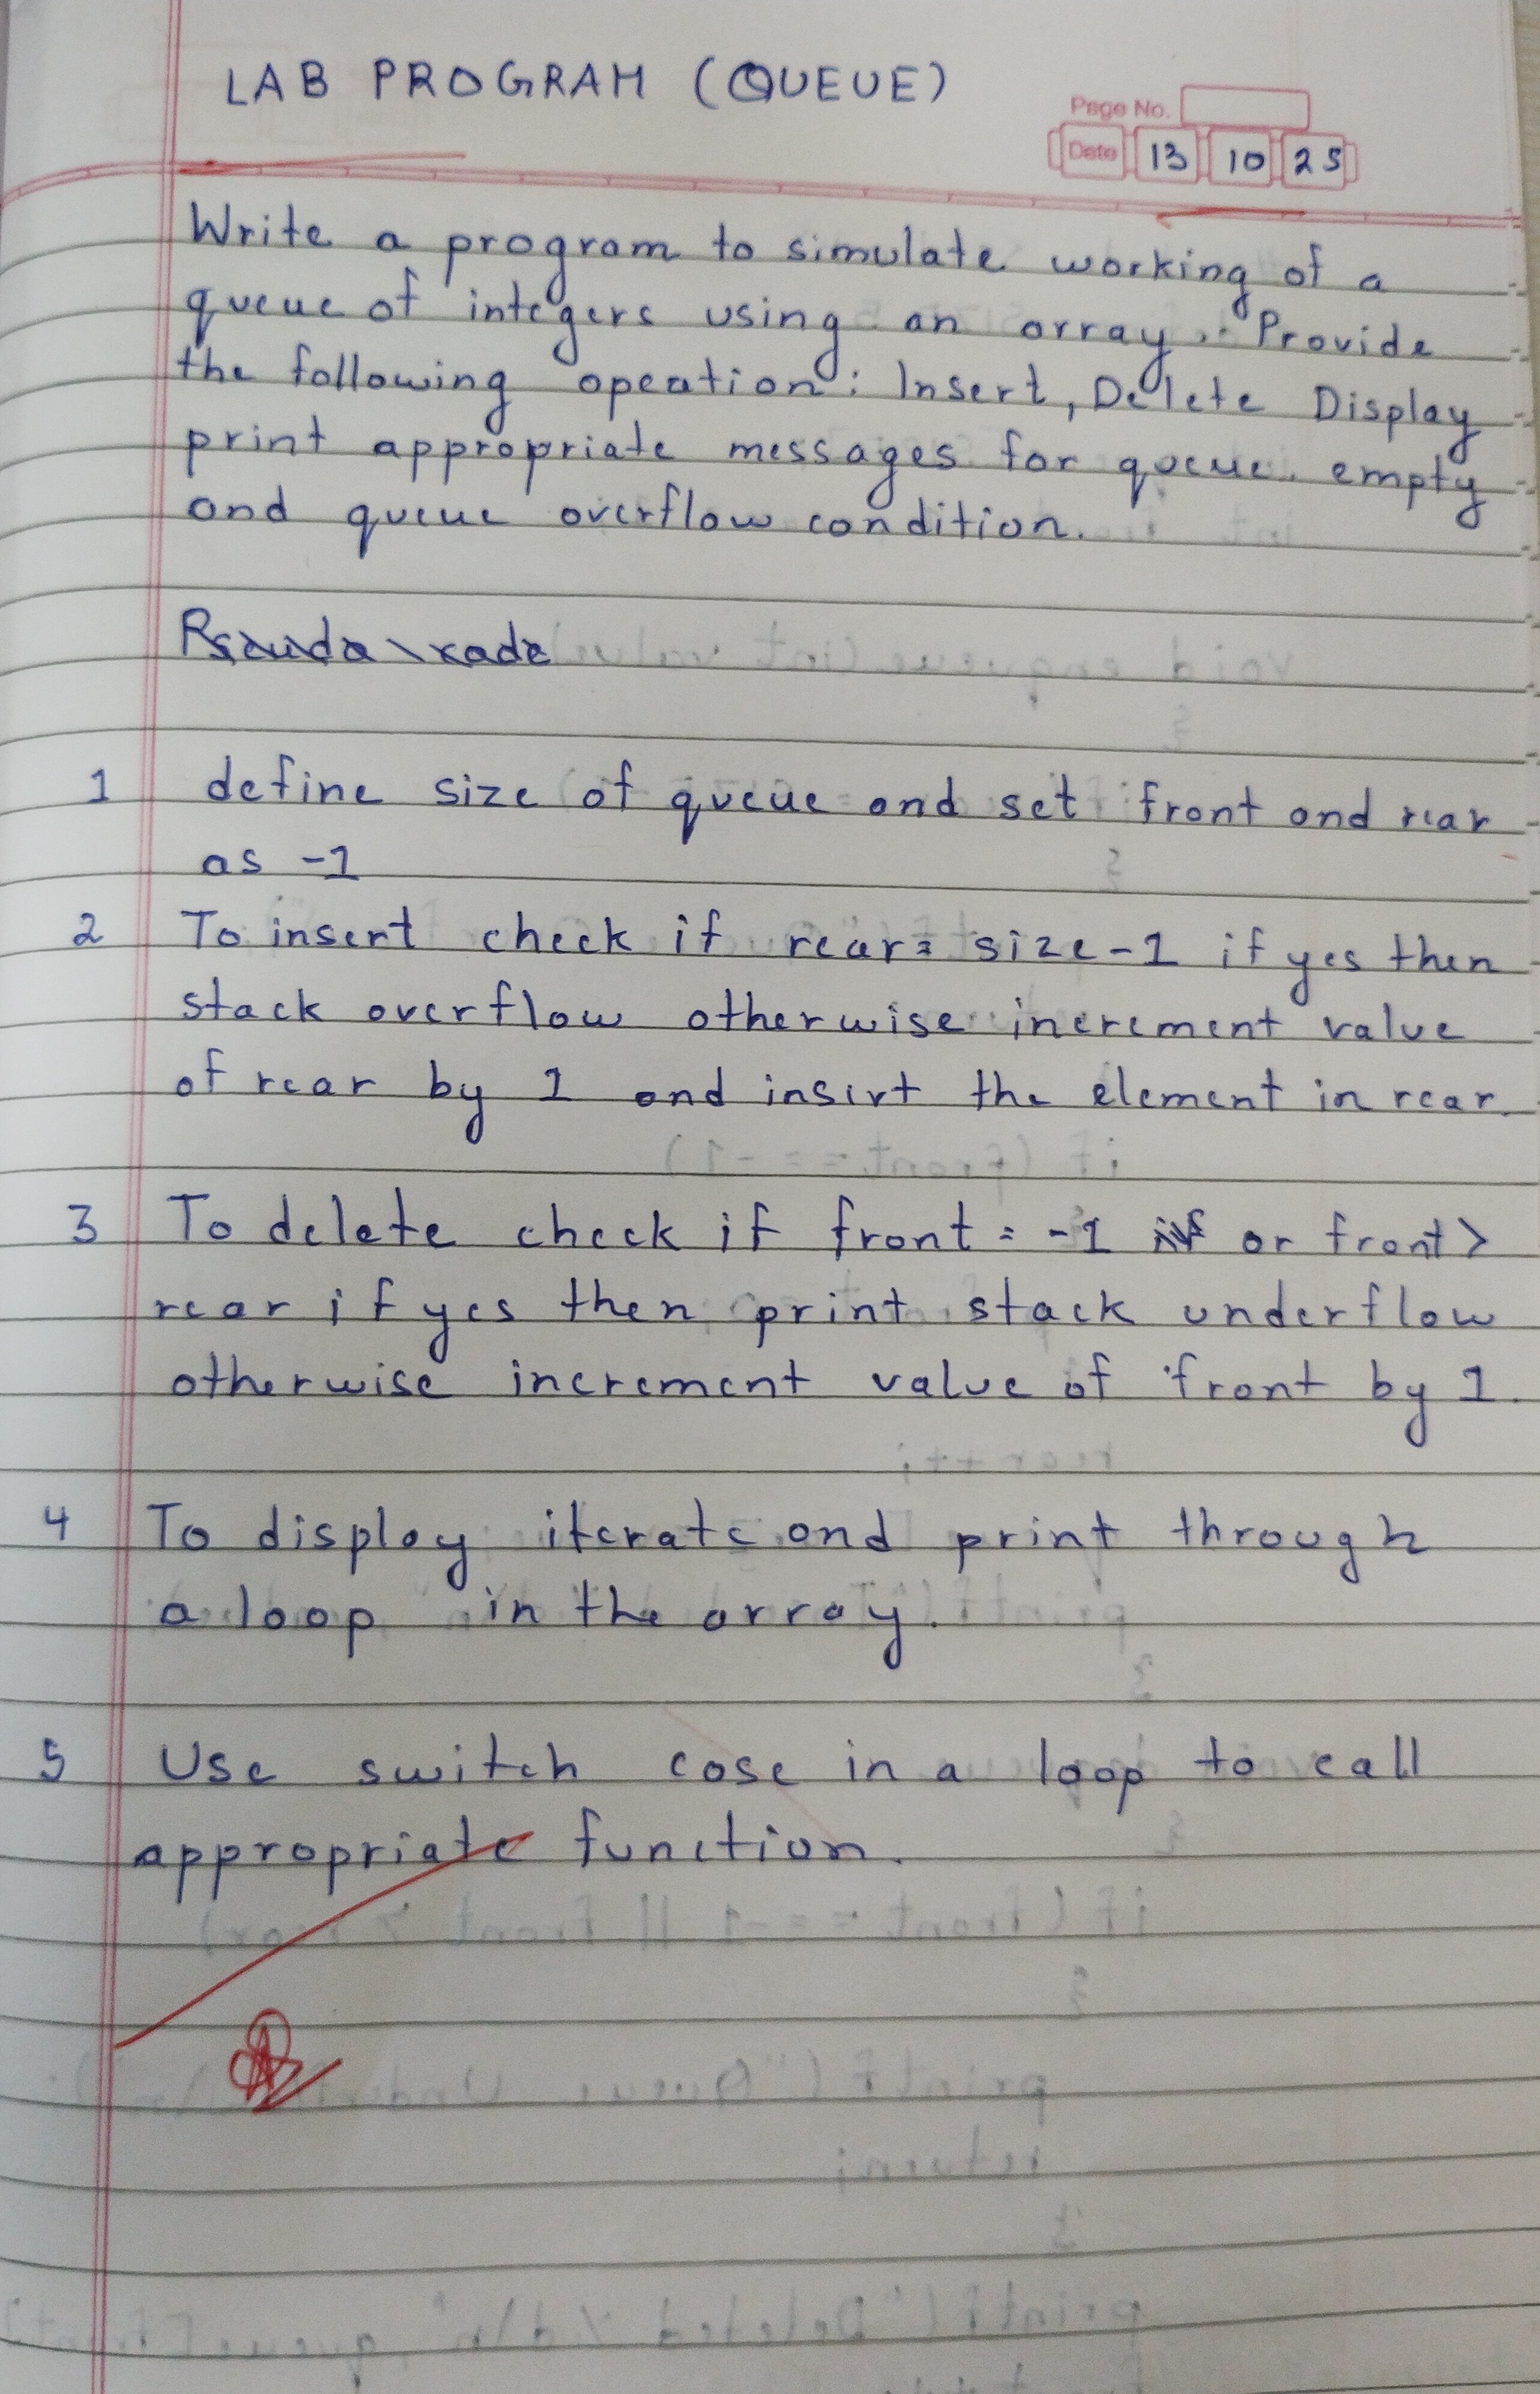 LAB PROGRAM (QUEUE)
Page No.
Date 13 10 25
Write a program to simulate working of a
queue of integers using an array. Provide
the following opeation: Insert, Delete Display
print appropriate messages for queue empty
and queue overflow condition.
1 define size of queue and set front and rear
as -1
2 To insert check if rear = size-1 if yes then
stack overflow otherwise increment value
of rear by 1 and insert the element in rear.
3 To delete check if front = -1 or front >
rear if yes then print stack underflow
otherwise increment value of front by 1.
4 To display iterate and print through
a loop in the array.
5 Use switch case in a loop to call
appropriate function.